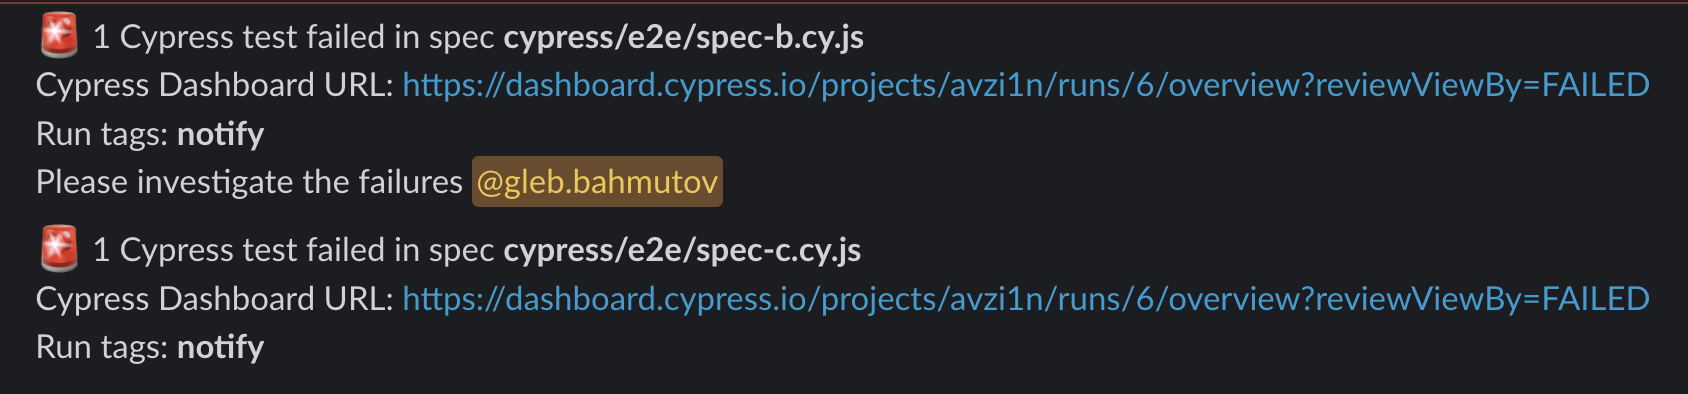 🚨 1 Cypress test failed in spec cypress/e2e/spec-b.cy.js
Cypress Dashboard URL: https://dashboard.cypress.io/projects/avzi1n/runs/6/overview?reviewViewBy=FAILED
Run tags: notify
Please investigate the failures @gleb.bahmutov
🚨 1 Cypress test failed in spec cypress/e2e/spec-c.cy.js
Cypress Dashboard URL: https://dashboard.cypress.io/projects/avzi1n/runs/6/overview?reviewViewBy=FAILED
Run tags: notify